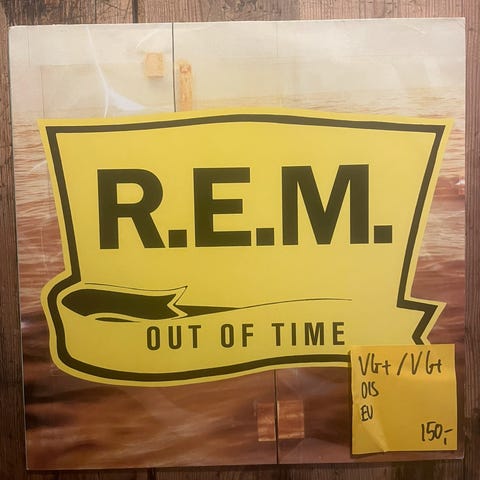 R.E.M.
OUT OF TIME
VG+ / VG+
OIS
EU
150,-